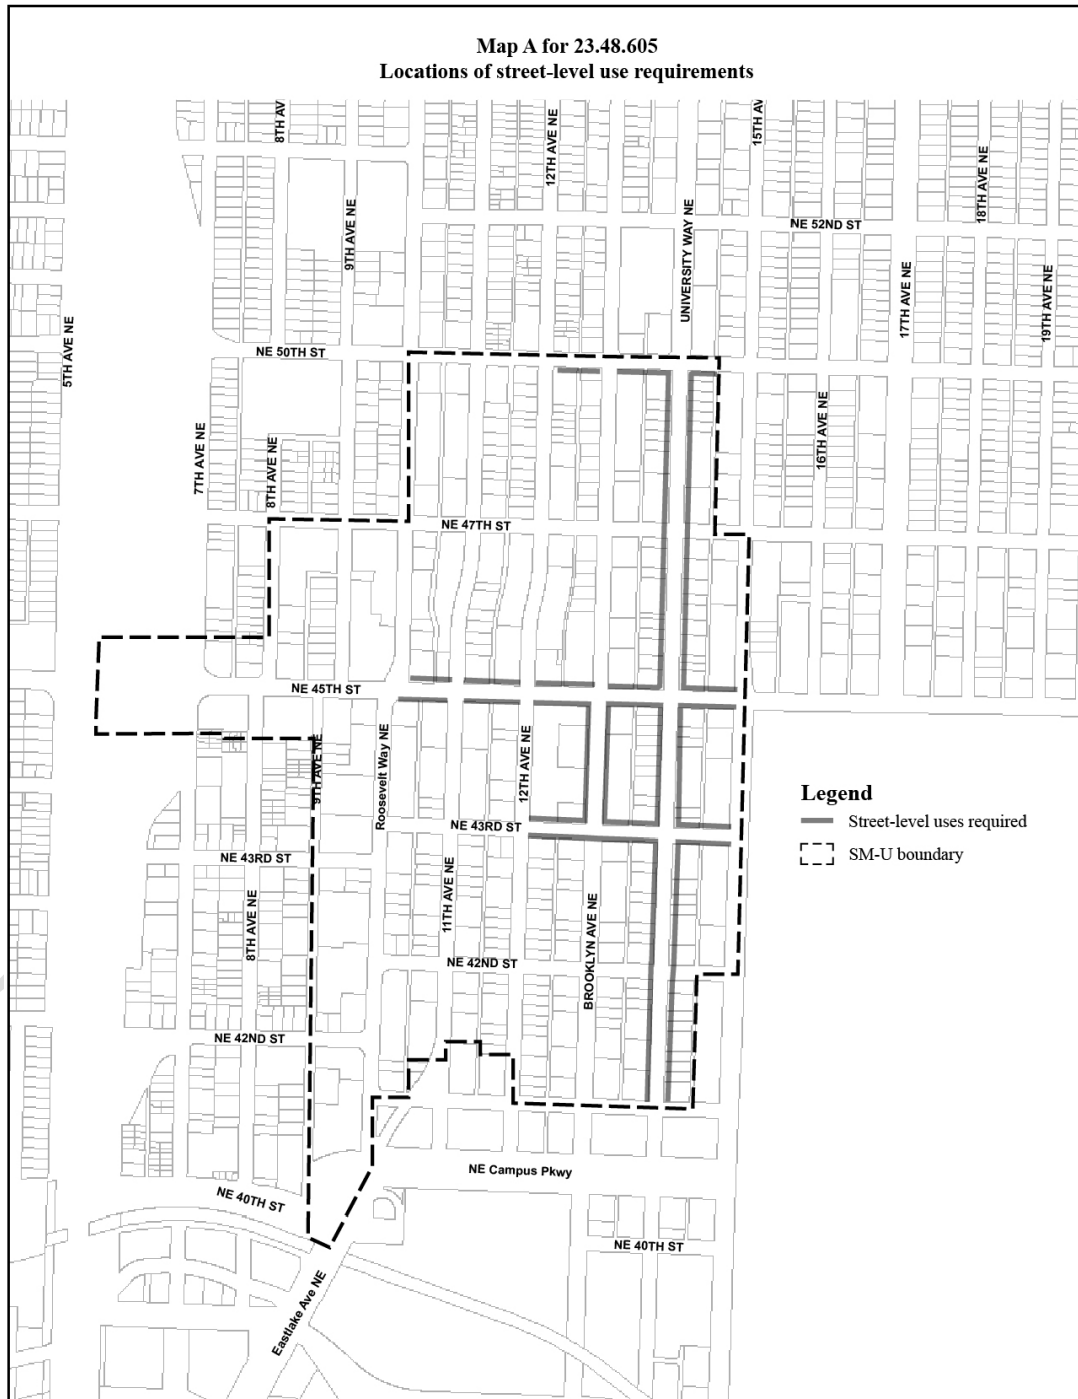 Map A for 23.48.605
Locations of street-level use requirements
8TH AV
12TH AVE NE
15TH AV
18TH AVE NE
9TH AVE NE
UNIVERSITY WAY NE
NE 52ND ST
17TH AVE NE
19TH AVE NE
5TH AVE NE
NE 50TH ST
7TH AVE NE
8TH AVE NE
16TH AVE NE
NE 47TH ST
NE 45TH ST
9TH AVE NE
Roosevelt Way NE
12TH AVE NE
Legend
Street-level uses required
SM-U boundary
NE 43RD ST
NE 43RD ST
8TH AVE NE
11TH AVE NE
BROOKLYN AVE NE
NE 42ND ST
NE 42ND ST
NE Campus Pkwy
NE 40TH ST
NE 40TH ST
Eastlake Ave NE